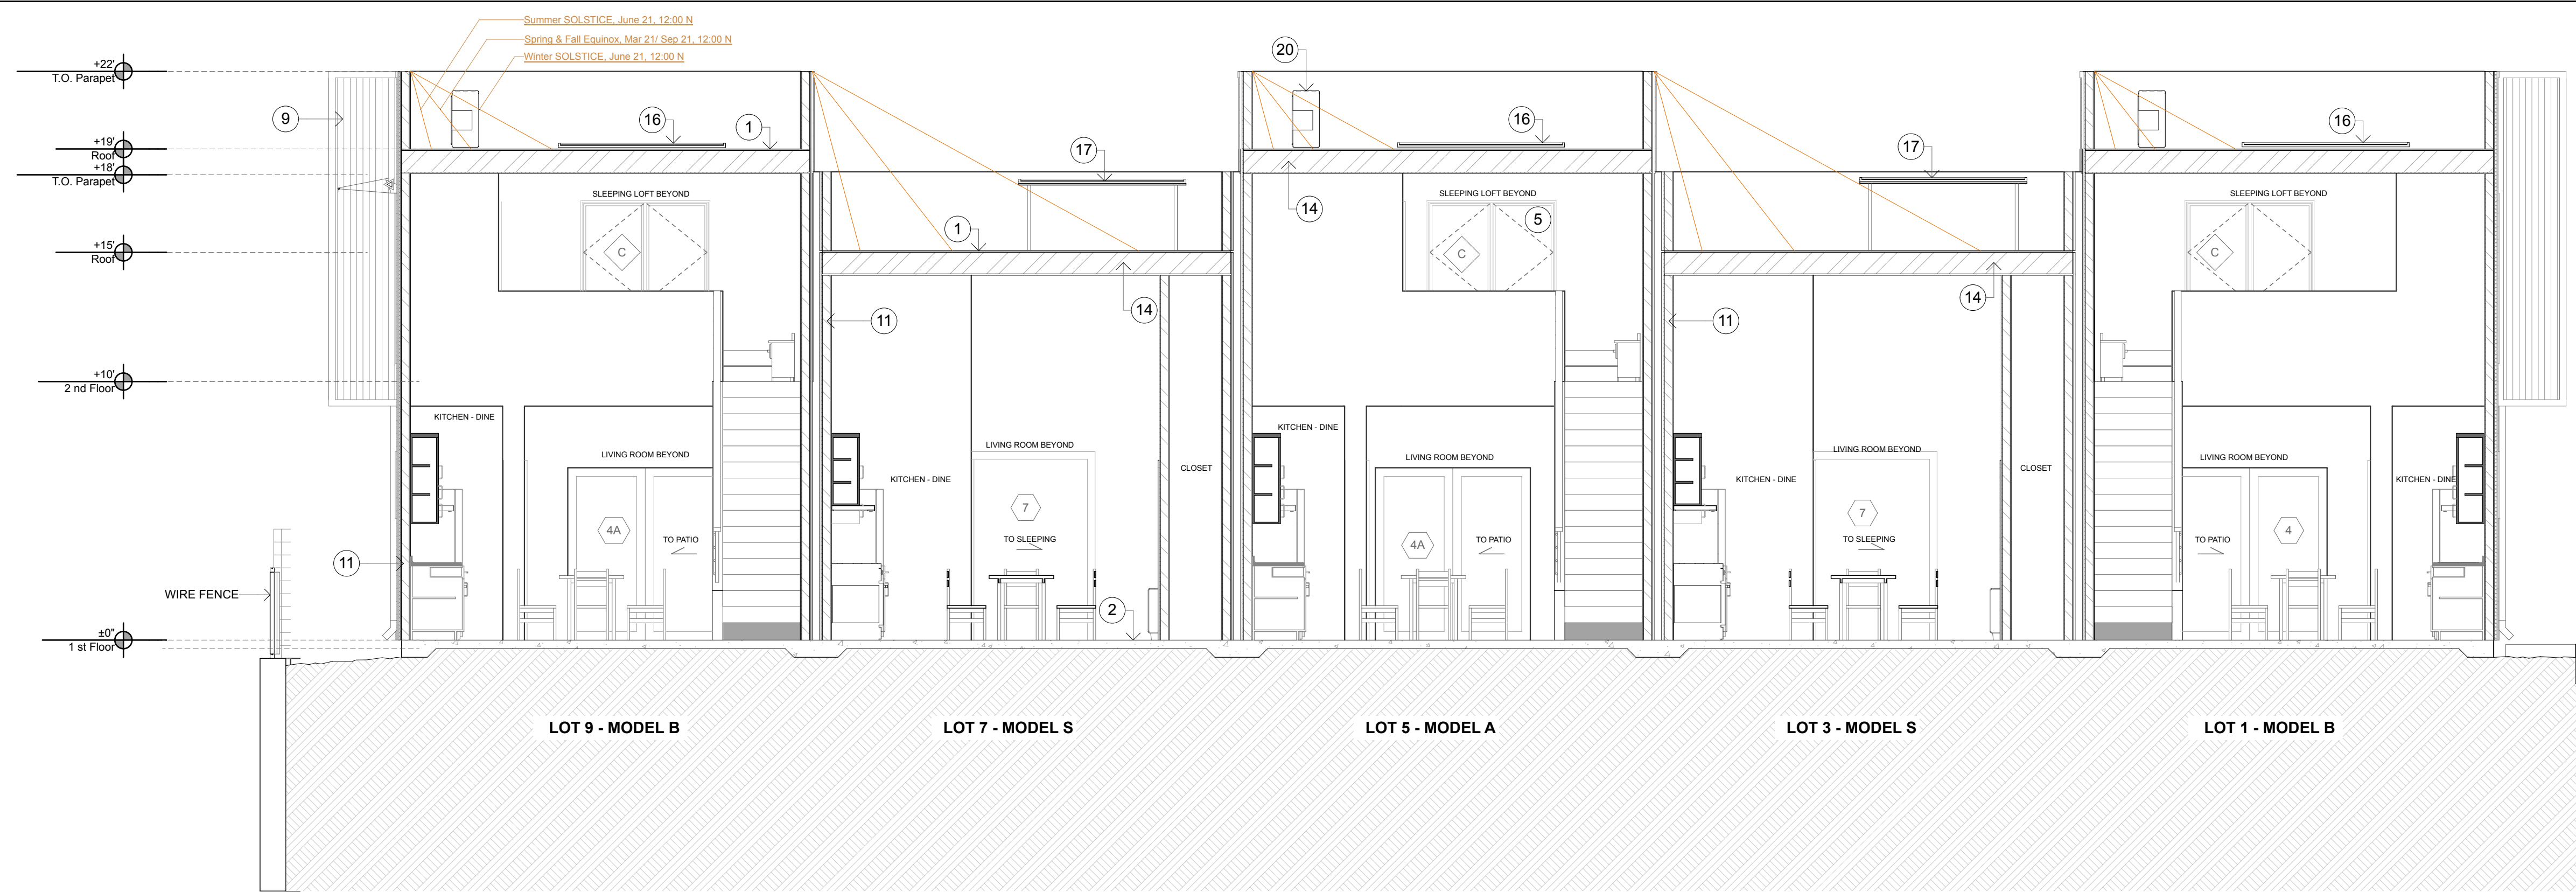 Summer SOLSTICE, June 21, 12:00 N
Spring & Fall Equinox, Mar 21/ Sep 21, 12:00 N
Winter SOLSTICE, June 21, 12:00 N
+22'
T.O. Parapet
+19'
Roof
+18'
T.O. Parapet
+15'
Roof
+10'
2 nd Floor
±0"
1 st Floor
9
11
WIRE FENCE
16
1
SLEEPING LOFT BEYOND
C
KITCHEN - DINE
LIVING ROOM BEYOND
4A
TO PATIO
LOT 9 - MODEL B
17
1
14
11
LIVING ROOM BEYOND
KITCHEN - DINE
CLOSET
7
TO SLEEPING
2
LOT 7 - MODEL S
20
16
14
SLEEPING LOFT BEYOND
5
C
KITCHEN - DINE
LIVING ROOM BEYOND
4A
TO PATIO
LOT 5 - MODEL A
17
14
11
LIVING ROOM BEYOND
KITCHEN - DINE
CLOSET
7
TO SLEEPING
LOT 3 - MODEL S
16
SLEEPING LOFT BEYOND
C
LIVING ROOM BEYOND
KITCHEN - DINE
4
TO PATIO
LOT 1 - MODEL B